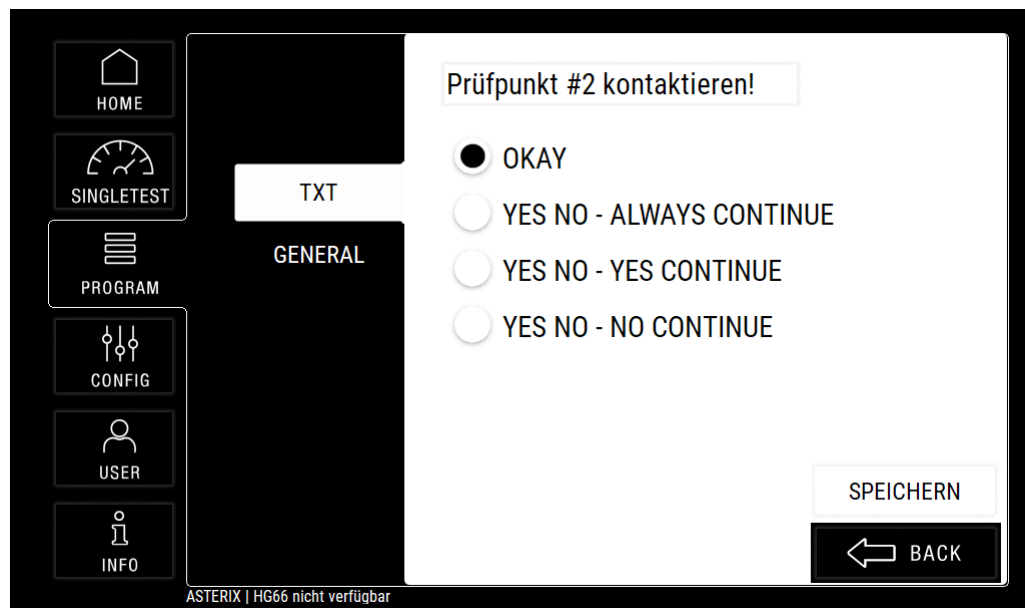 HOME
SINGLETEST
PROGRAM
CONFIG
USER
INFO
TXT
GENERAL
Prüfpunkt #2 kontaktieren!
OKAY
YES NO - ALWAYS CONTINUE
YES NO - YES CONTINUE
YES NO - NO CONTINUE
SPEICHERN
BACK
ASTERIX | HG66 nicht verfügbar